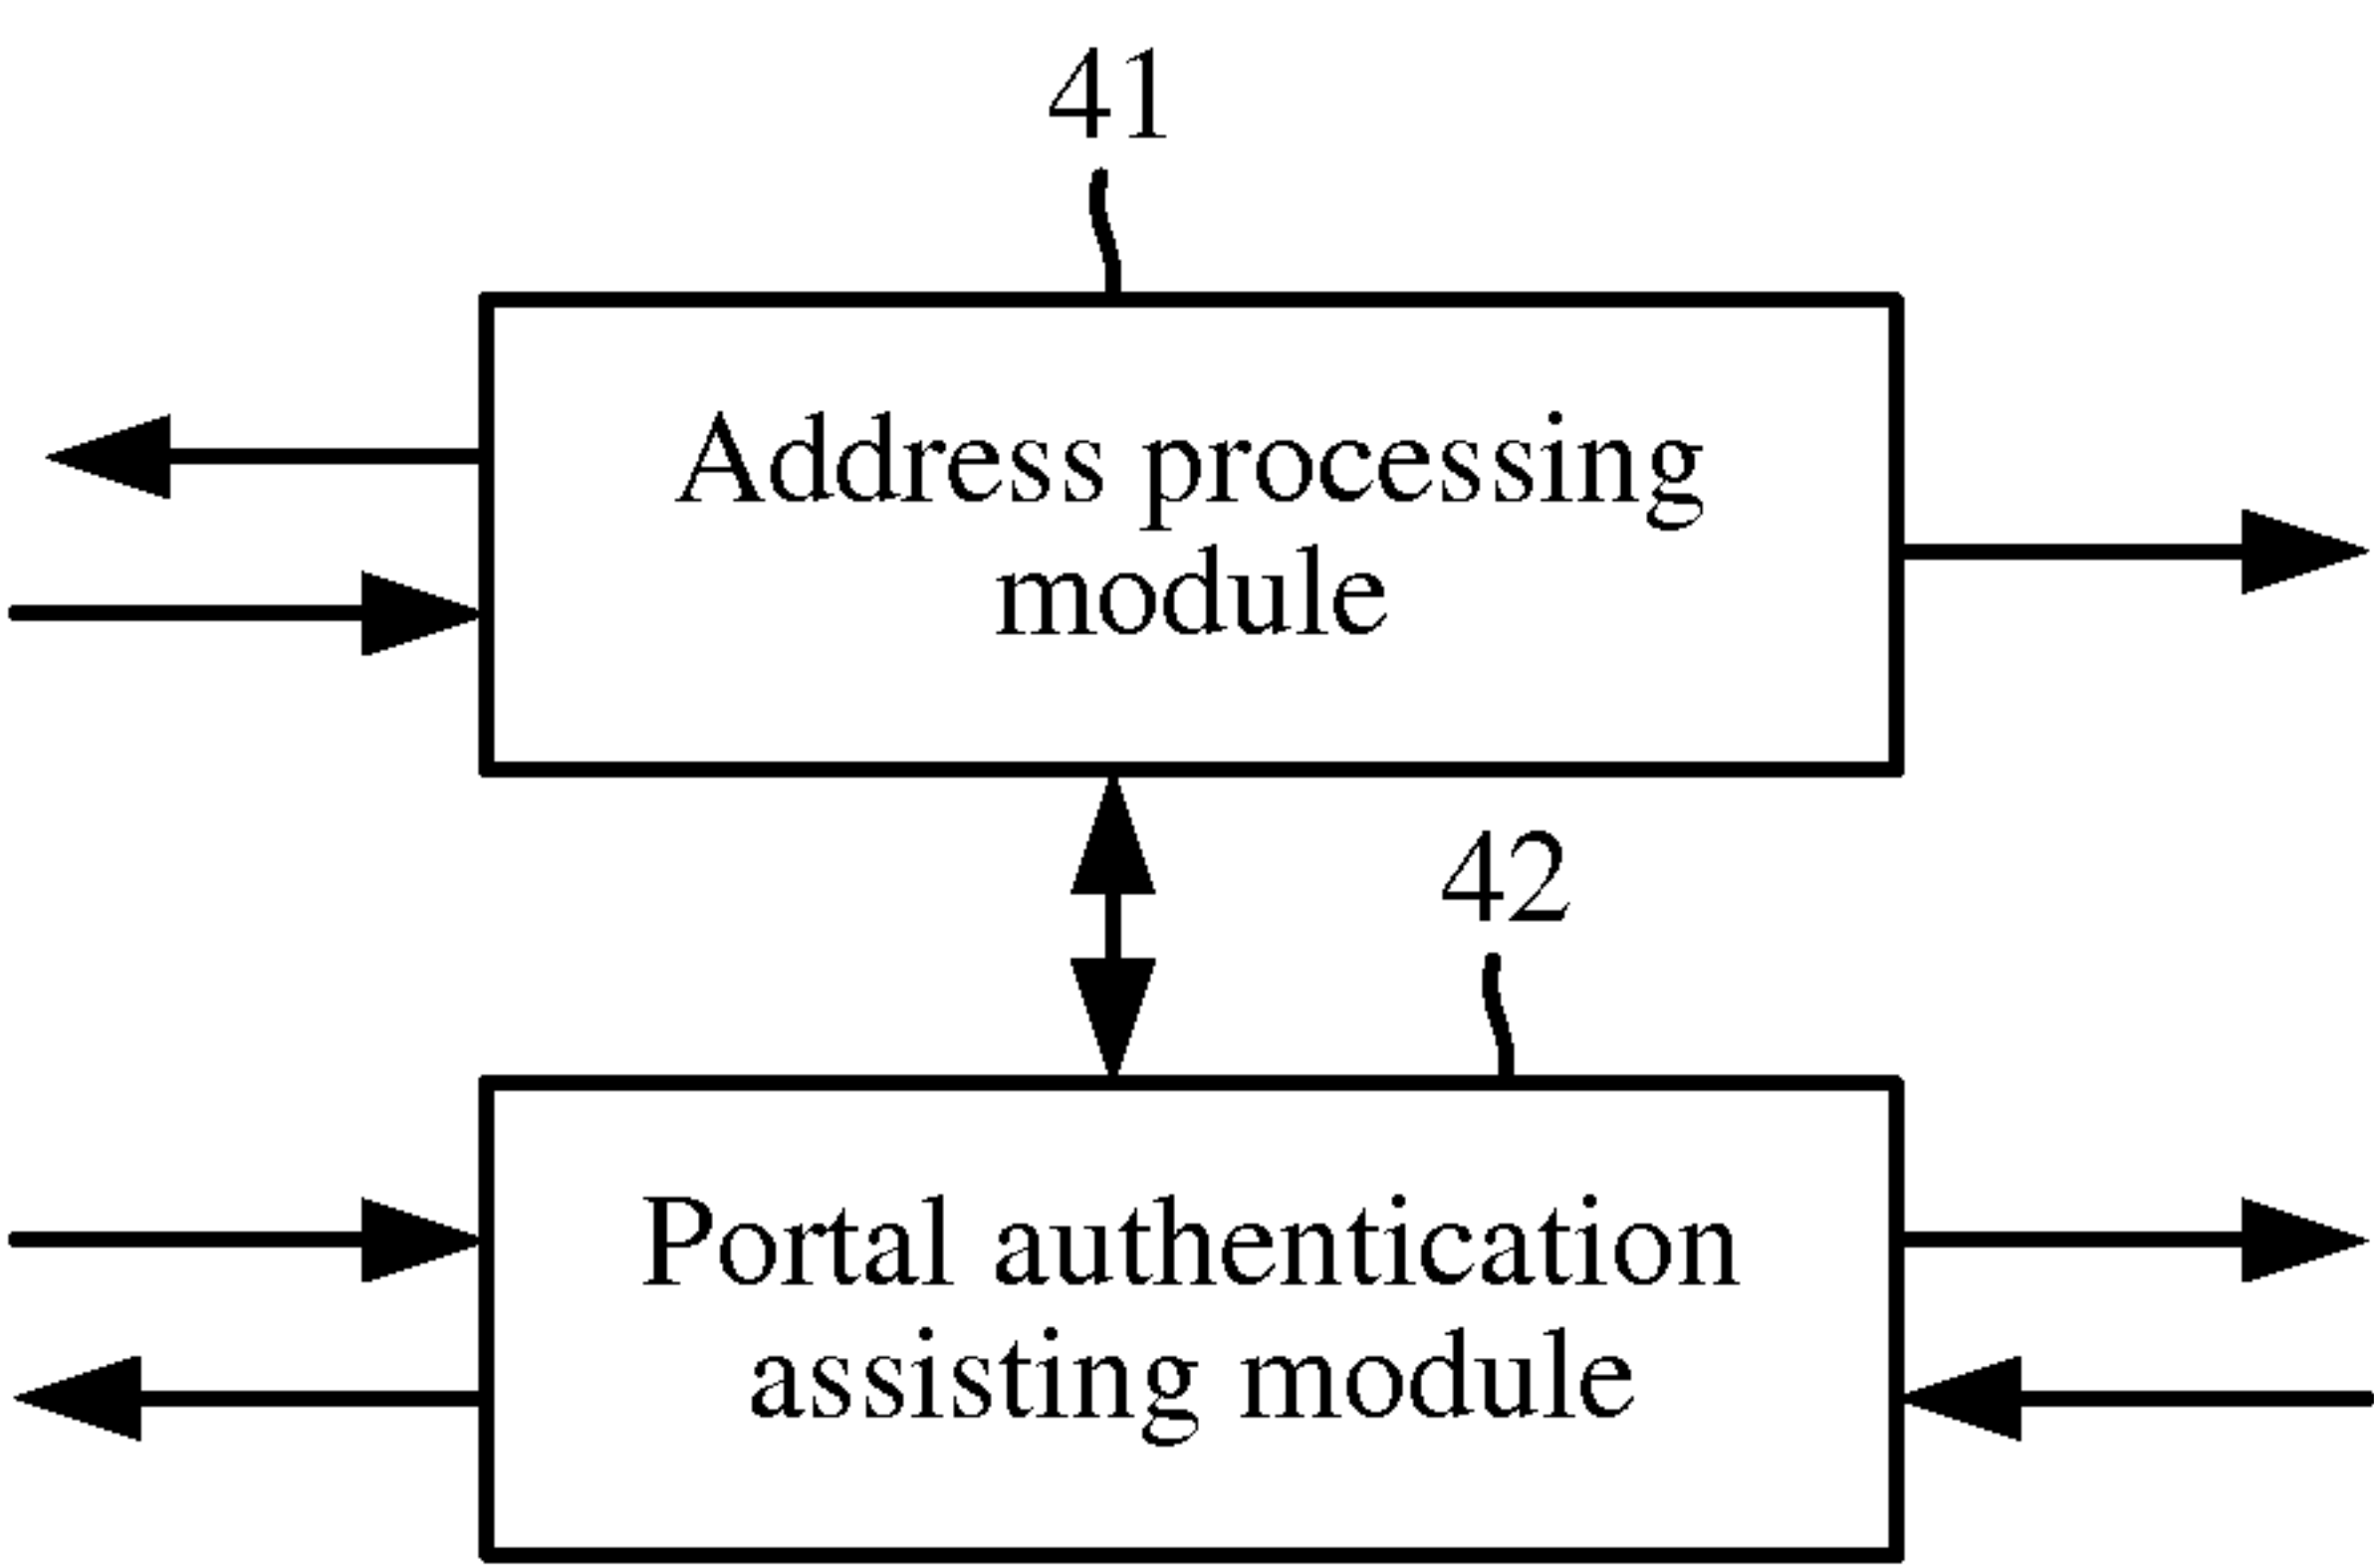 41
Address processing
module
42
Portal authentication
assisting module